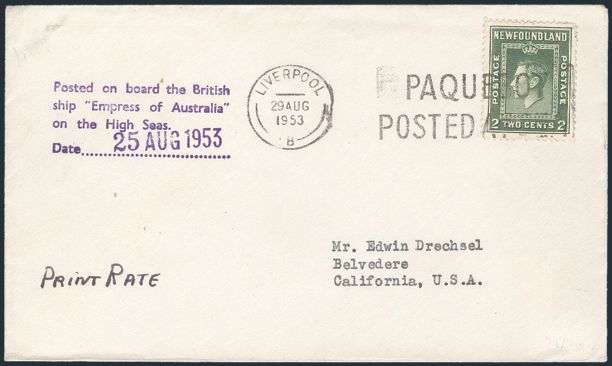 Posted on board the British
ship "Empress of Australia"
on the High Seas.
Date 25 AUG 1953
LIVERPOOL
29 AUG
1953
B
PAQU
POSTED
NEWFOUNDLAND
POSTAGE
POSTAGE
2 TWO CENTS 2
Mr. Edwin Drechsel
Belvedere
California, U.S.A.
PRINT RATE